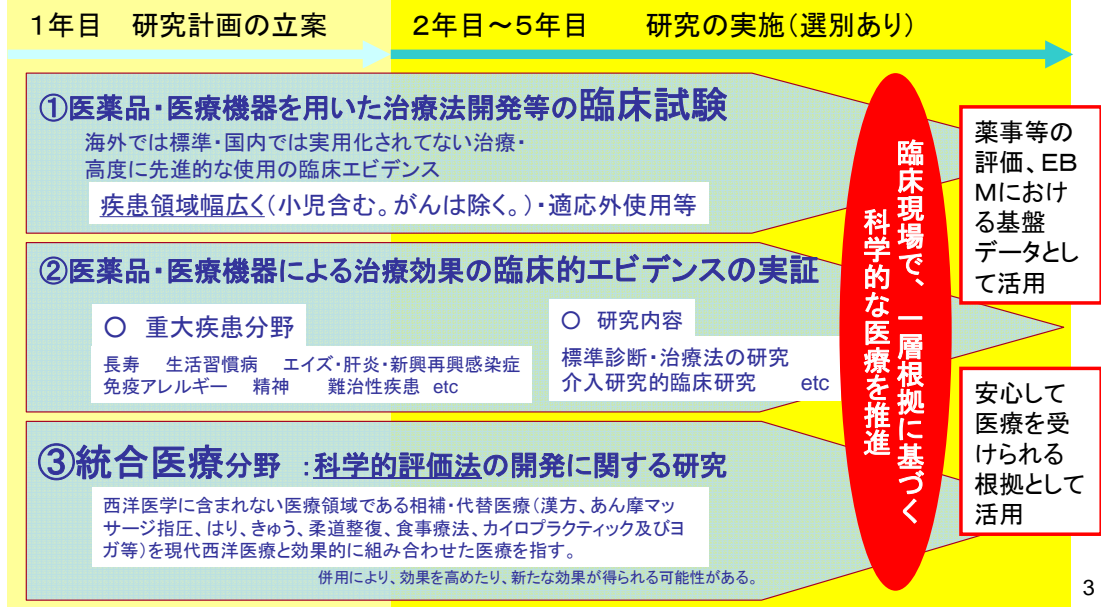 1年目　研究計画の立案
2年目～5年目　　研究の実施（選別あり）
①医薬品・医療機器を用いた治療法開発等の臨床試験
海外では標準・国内では実用化されてない治療・
高度に先進的な使用の臨床エビデンス
疾患領域幅広く（小児含む。がんは除く。）・適応外使用等
②医薬品・医療機器による治療効果の臨床的エビデンスの実証
○　重大疾患分野
長寿　生活習慣病　エイズ・肝炎・新興再興感染症
免疫アレルギー　精神　　難治性疾患 etc
○　研究内容
標準診断・治療法の研究
介入研究的臨床研究　　etc
③統合医療分野　：科学的評価法の開発に関する研究
西洋医学に含まれない医療領域である相補・代替医療（漢方、あん摩マッ
サージ指圧、はり、きゅう、柔道整復、食事療法、カイロプラクティック及びヨ
ガ等）を現代西洋医療と効果的に組み合わせた医療を指す。
併用により、効果を高めたり、新たな効果が得られる可能性がある。
臨床現場で、一層根拠に基づく
科学的な医療を推進
薬事等の
評価、ＥＢ
Ｍにおけ
る基盤
データとし
て活用
安心して
医療を受
けられる
根拠として
活用
3